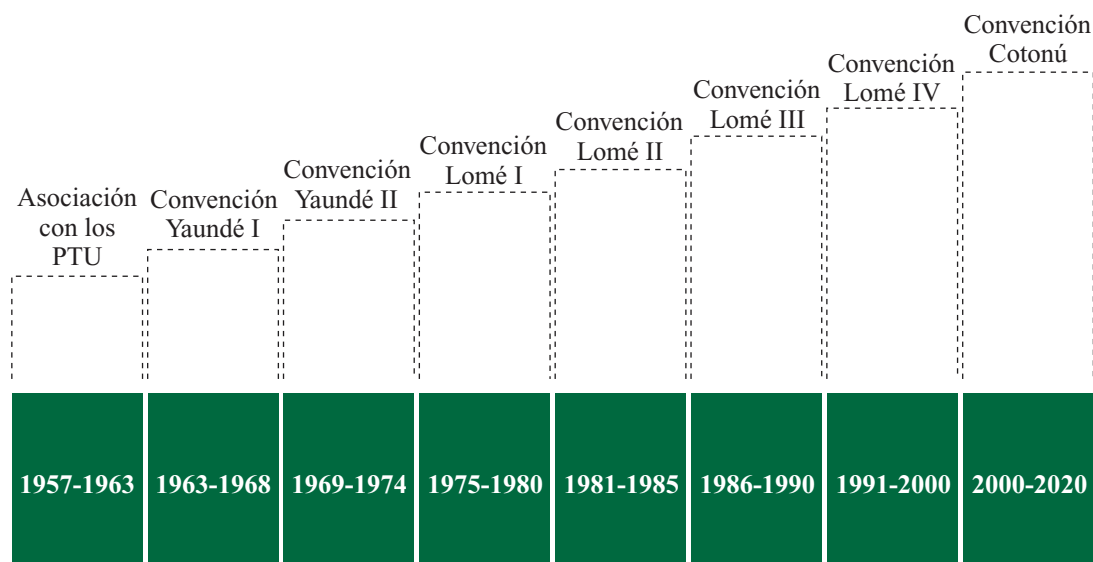 Asociación
con los
PTU
Convención
Yaundé I
Convención
Yaundé II
Convención
Lomé I
Convención
Lomé II
Convención
Lomé III
Convención
Lomé IV
Convención
Cotonú
1957-1963
1963-1968
1969-1974
1975-1980
1981-1985
1986-1990
1991-2000
2000-2020